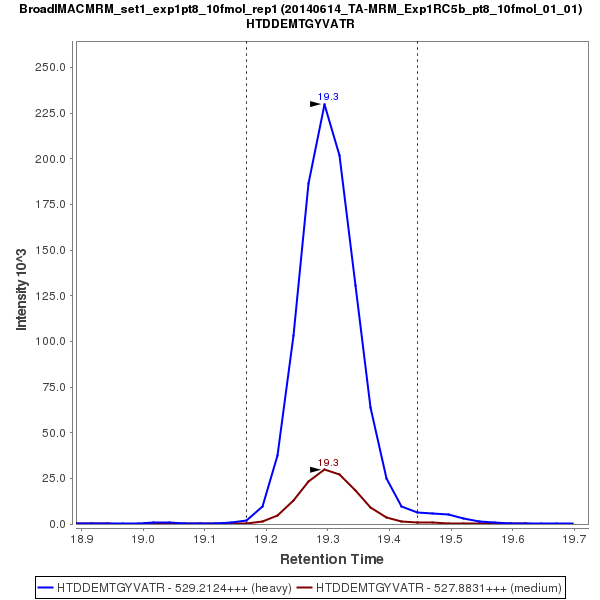 BroadIMACMRM_set1_exp1pt8_10fmol_rep1 (20140614_TA-MRM_Exp1RC5b_pt8_10fmol_01_01)
HTDDEMTGYVATR
Intensity 10^3
250.0
225.0
200.0
175.0
150.0
125.0
100.0
75.0
50.0
25.0
0.0
19.3
19.3
18.9 19.0 19.1 19.2 19.3 19.4 19.5 19.6 19.7
Retention Time
HTDDEMTGYVATR - 529.2124+++ (heavy) HTDDEMTGYVATR - 527.8831+++ (medium)